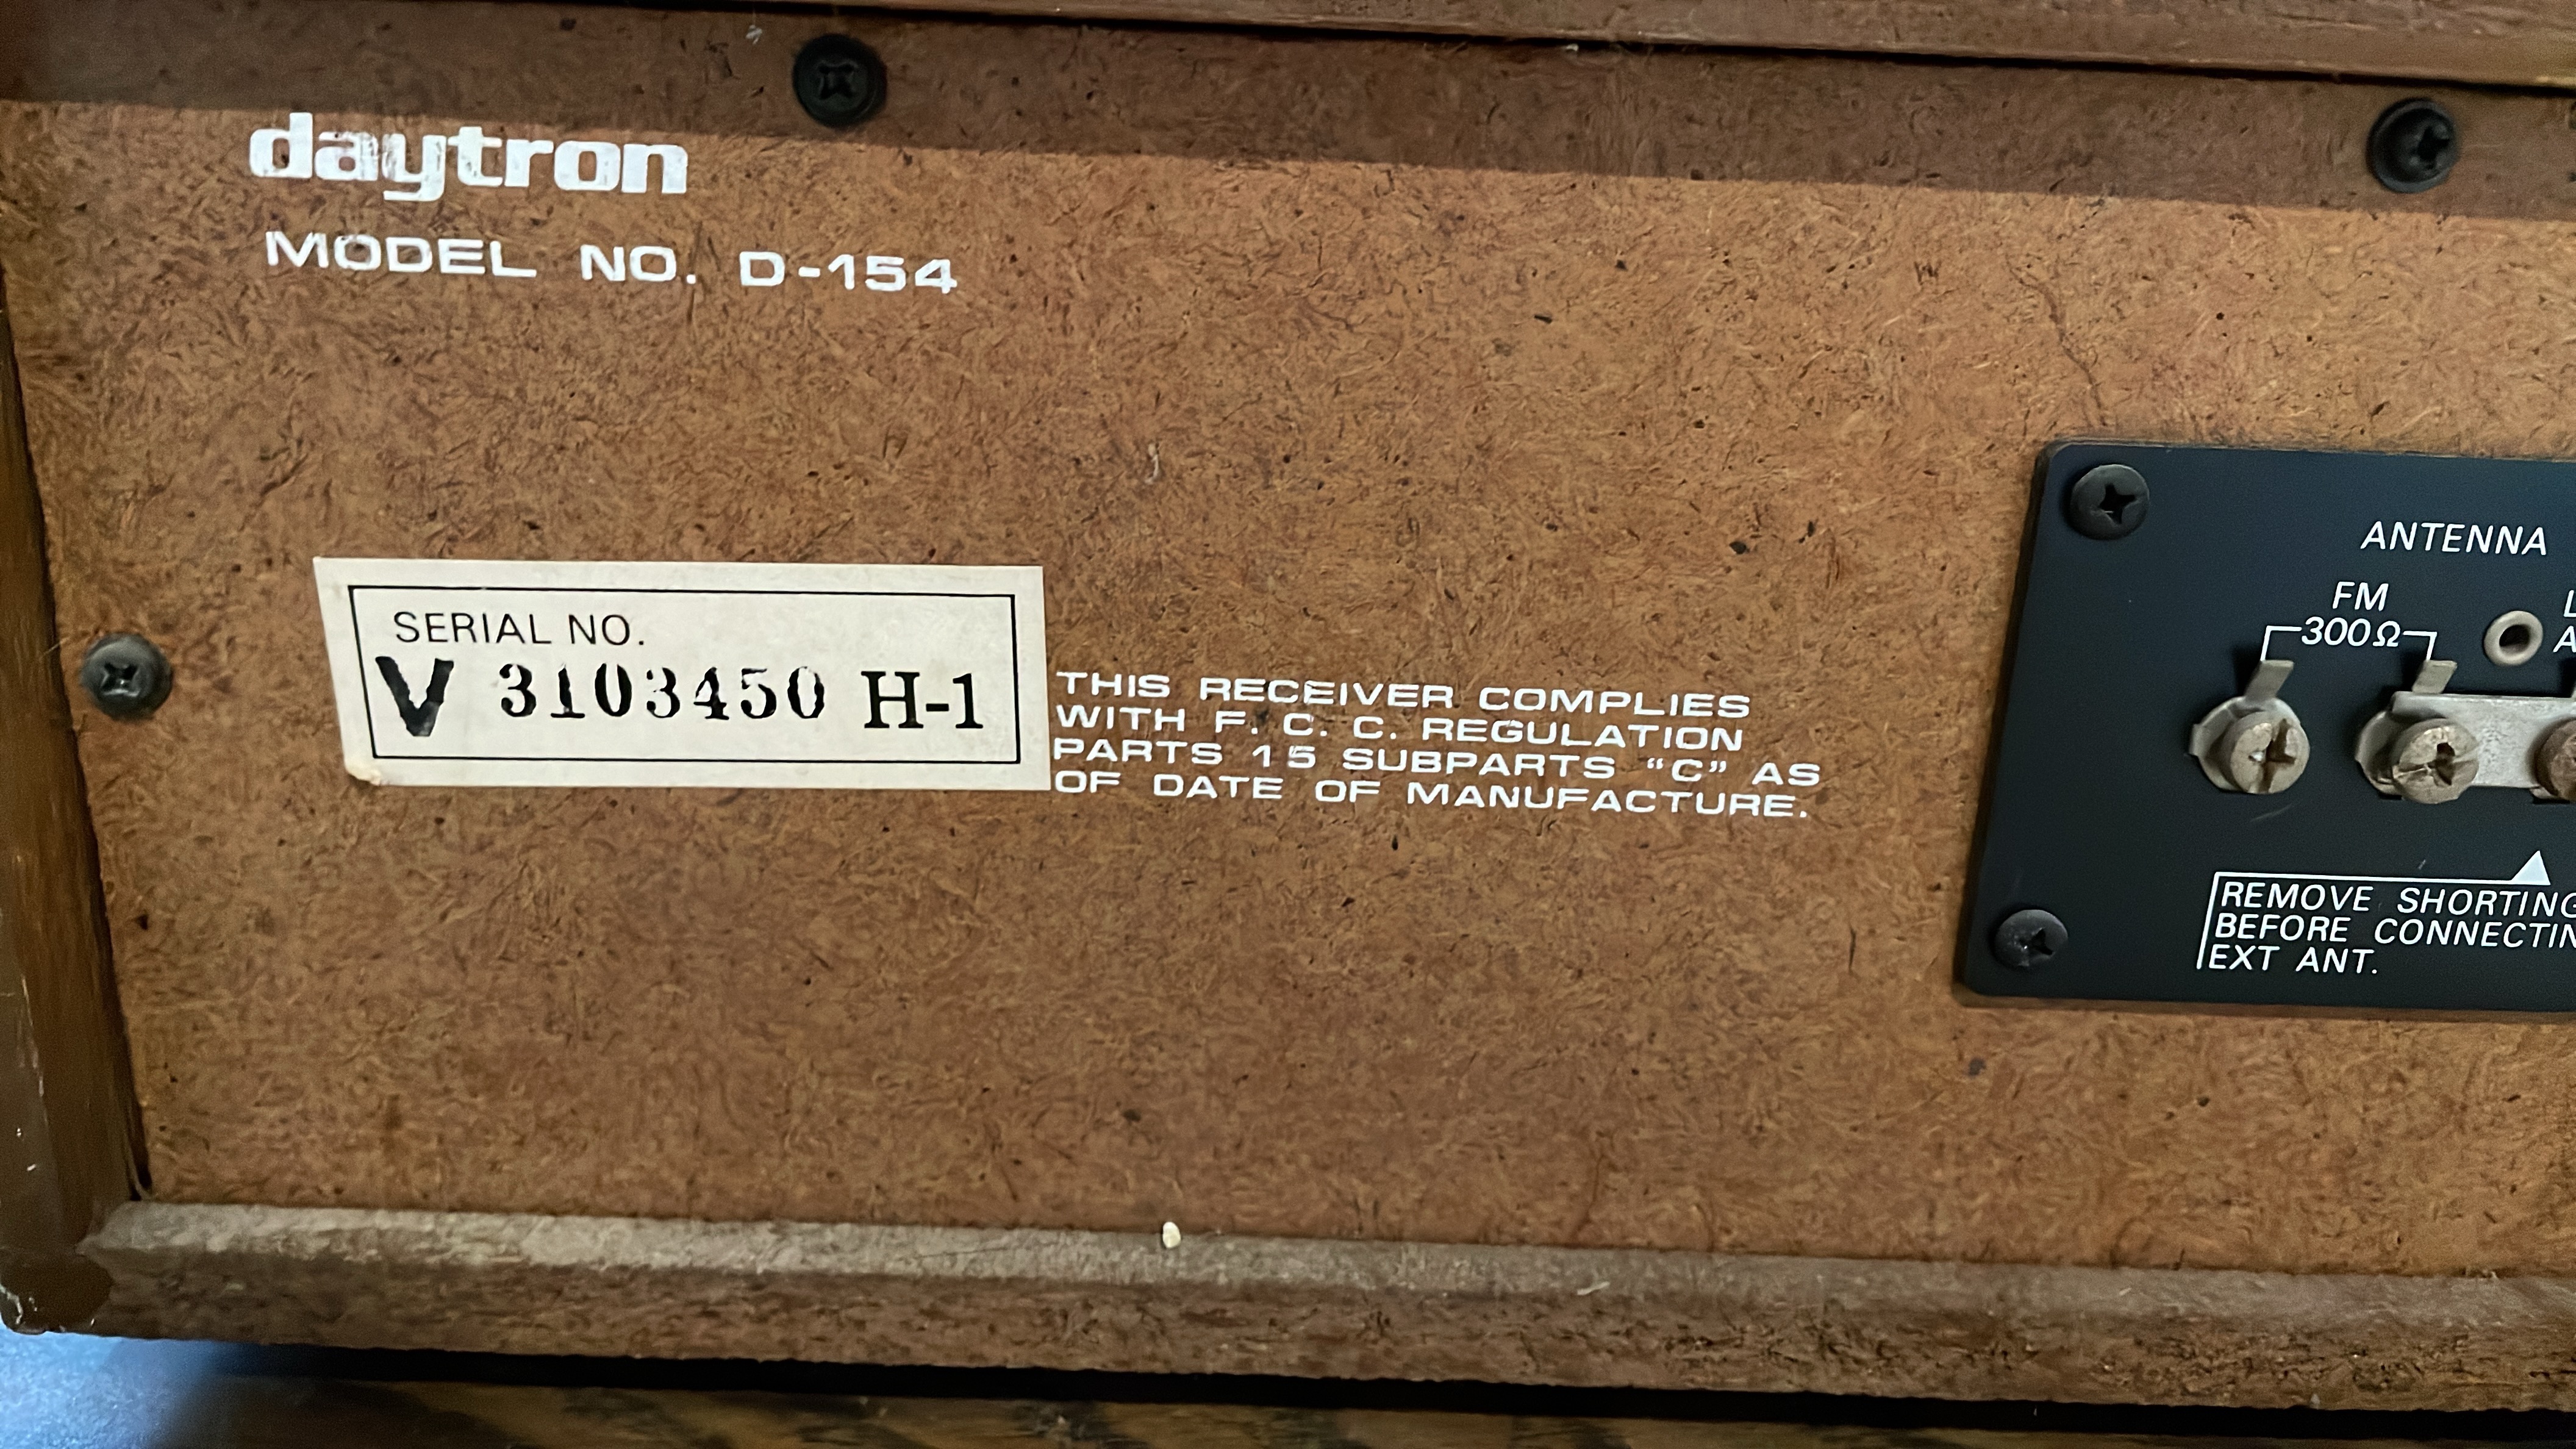 daytron
MODEL NO. D-154
SERIAL NO.
V 3103450 H-1
THIS RECEIVER COMPLIES
WITH F. C. C. REGULATION
PARTS 15 SUBPARTS “C” AS
OF DATE OF MANUFACTURE.
ANTENNA
FM
300Ω
REMOVE SHORTING
BEFORE
EXT ANT.